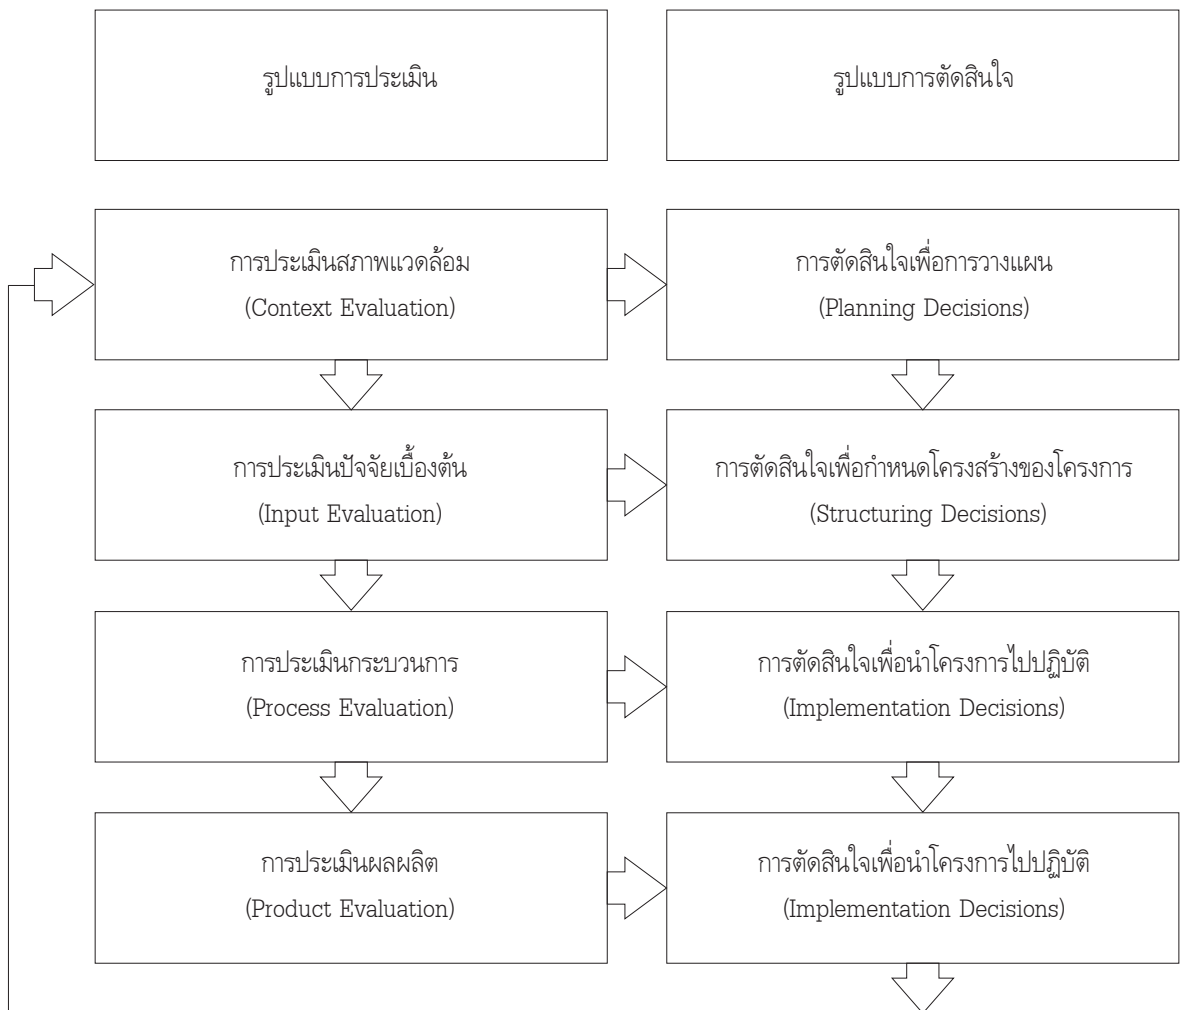 รูปแบบการประเมิน
รูปแบบการตัดสินใจ
การประเมินสภาพแวดล้อม
(Context Evaluation)
การตัดสินใจเพื่อการวางแผน
(Planning Decisions)
การประเมินปัจจัยเบื้องต้น
(Input Evaluation)
การตัดสินใจเพื่อกำหนดโครงสร้างของโครงการ
(Structuring Decisions)
การประเมินกระบวนการ
(Process Evaluation)
การตัดสินใจเพื่อนำโครงการไปปฏิบัติ
(Implementation Decisions)
การประเมินผลผลิต
(Product Evaluation)
การตัดสินใจเพื่อนำโครงการไปปฏิบัติ
(Implementation Decisions)